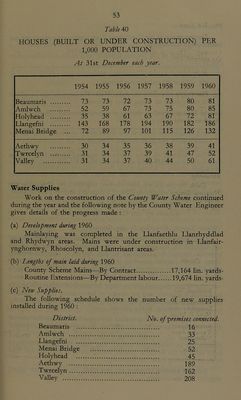 53
Table 40
HOUSES (BUILT OR UNDER CONSTRUCTION) PER
1,000 POPULATION
At 31st December each year.
1954 1955 1956 1957 1958 1959 1960
Beaumaris ......... 73 73 72 73 73 80 81
Amlwch ......... 52 59 67 73 75 80 85
Holyhead ......... 35 38 61 63 67 72 81
Llangefni ......... 143 168 178 194 190 182 186
Menai Bridge ... 72 89 97 101 115 126 132
Aethwy ......... 30 34 35 36 38 39 41
Twrcelyn ......... 31 34 37 39 41 47 52
Valley ......... 31 34 37 40 44 50 61
Water Supplies
Work on the construction of the County Water Scheme continued
during the year and the following note by the County Water Engineer
gives details of the progress made :
(a) Development during 1960
Mainlaying was completed in the Llanfaethlu Llanrhyddlad
and Rhydwyn areas. Mains were under construction in Llanfair-
ynghornwy, Rhoscolyn, and Llantrisant areas.
(b) Lengths of main laid during 1960
County Scheme Mains—By Contract............17,164 lin. yards
Routine Extensions—By Department labour......19,674 lin. yards
(c) New Supplies.
The following schedule shows the number of new supplies
installed during 1960 :
District. No. of premises connected.
Beaumaris ... 16
Amlwch ... 33
Llangefni ... 25
Menai Bridge ... 52
Holyhead ... 45
Aethwy ... 189
Twrcelyn ... 162
Valley ... 208